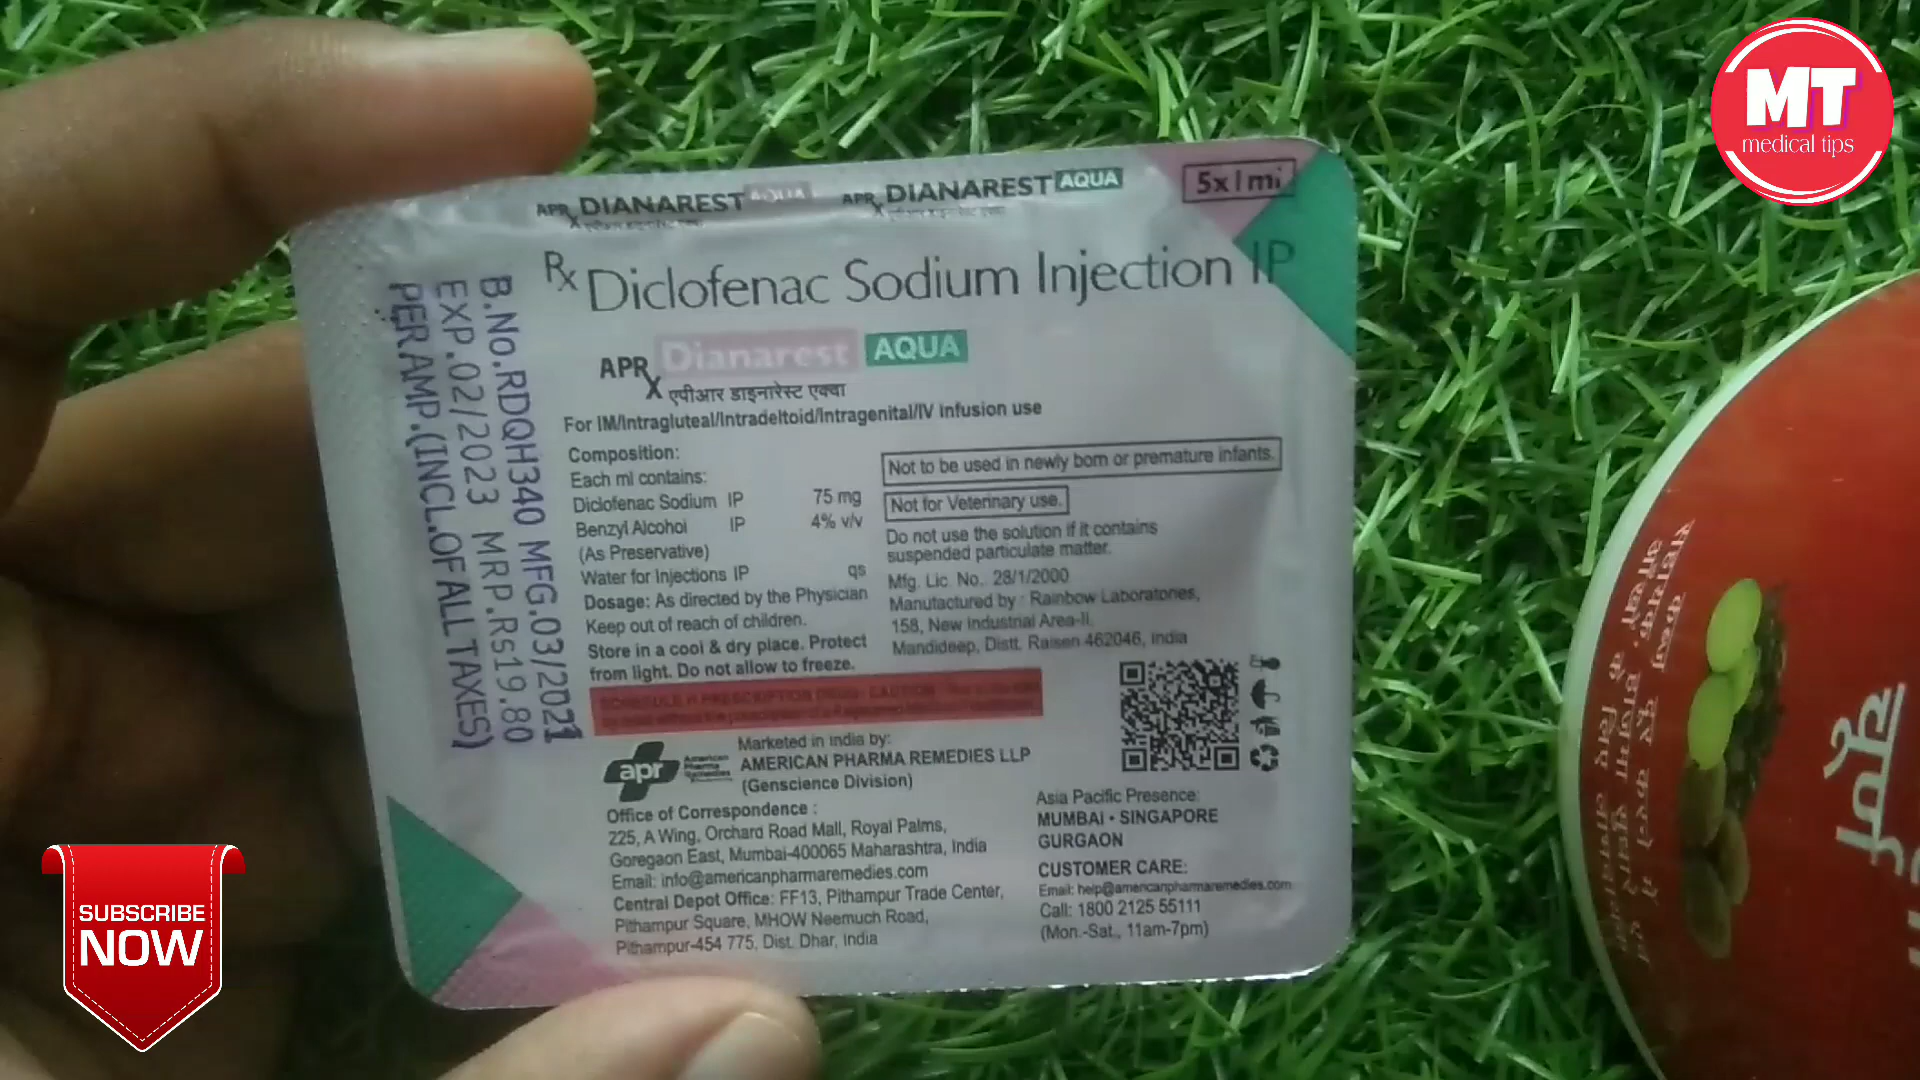 MT
medical tips
APRx DIANAREST AQUA APRx DIANAREST AQUA 5x1ml
Rx Diclofenac Sodium Injection IP
APRx Dianarest AQUA
एपीआर डाइनारेस्ट एक्वा
For IM/Intragluteal/Intradeltoid/Intragenital/IV Infusion use
Composition:
Each ml contains:
Diclofenac Sodium IP 75 mg
Benzyl Alcohol IP 4% v/v
(As Preservative)
Water for Injections IP qs
Dosage: As directed by the Physician
Keep out of reach of children.
Store in a cool & dry place. Protect
from light. Do not allow to freeze.
Not to be used in newly born or premature infants.
Not for Veterinary use.
Do not use the solution if it contains
suspended particulate matter.
Mfg. Lic. No.: 28/1/2000
Manufactured by : Rainbow Laboratories,
158, New Industrial Area-II,
Mandideep, Distt. Raisen 462046, India
SCHEDULE H PRESCRIPTION DRUG - CAUTION
B.No.RDQH340 MFG.03/2021
EXP.02/2023 MRP.Rs19.80
PER AMP.(INCL.OF ALL TAXES)
apr American
Pharma
Remedies
Marketed in India by:
AMERICAN PHARMA REMEDIES LLP
(Genscience Division)
Office of Correspondence :
225, A Wing, Orchard Road Mall, Royal Palms,
Goregaon East, Mumbai-400065 Maharashtra, India
Email: info@americanpharmaremedies.com
Central Depot Office: FF13, Pithampur Trade Center,
Pithampur Square, MHOW Neemuch Road,
Pithampur-454 775, Dist. Dhar, India
Asia Pacific Presence:
MUMBAI • SINGAPORE
GURGAON
CUSTOMER CARE:
Email: help@americanpharmaremedies.com
Call: 1800 2125 55111
(Mon.-Sat., 11am-7pm)
SUBSCRIBE
NOW